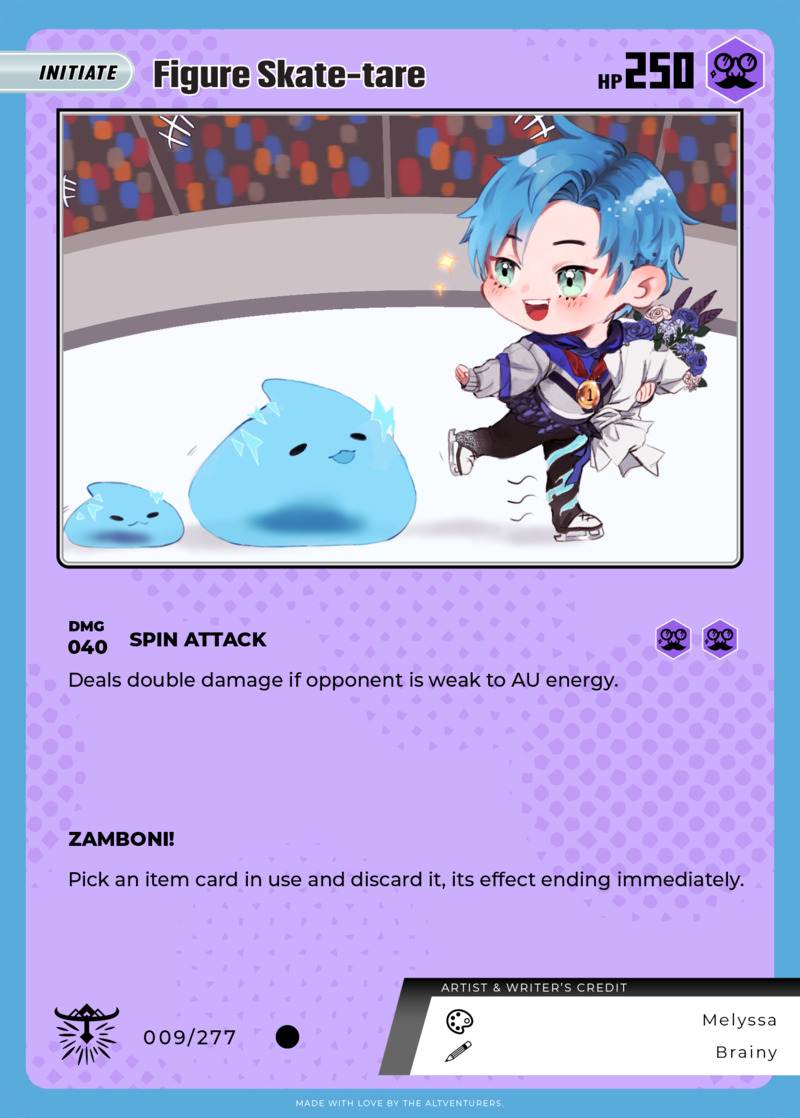 INITIATE
Figure Skate-tare
HP 250
1
DMG
040
SPIN ATTACK
Deals double damage if opponent is weak to AU energy.
ZAMBONI!
Pick an item card in use and discard it, its effect ending immediately.
009/277
ARTIST & WRITER'S CREDIT
Melyssa
Brainy
MADE WITH LOVE BY THE ALTVENTURERS.